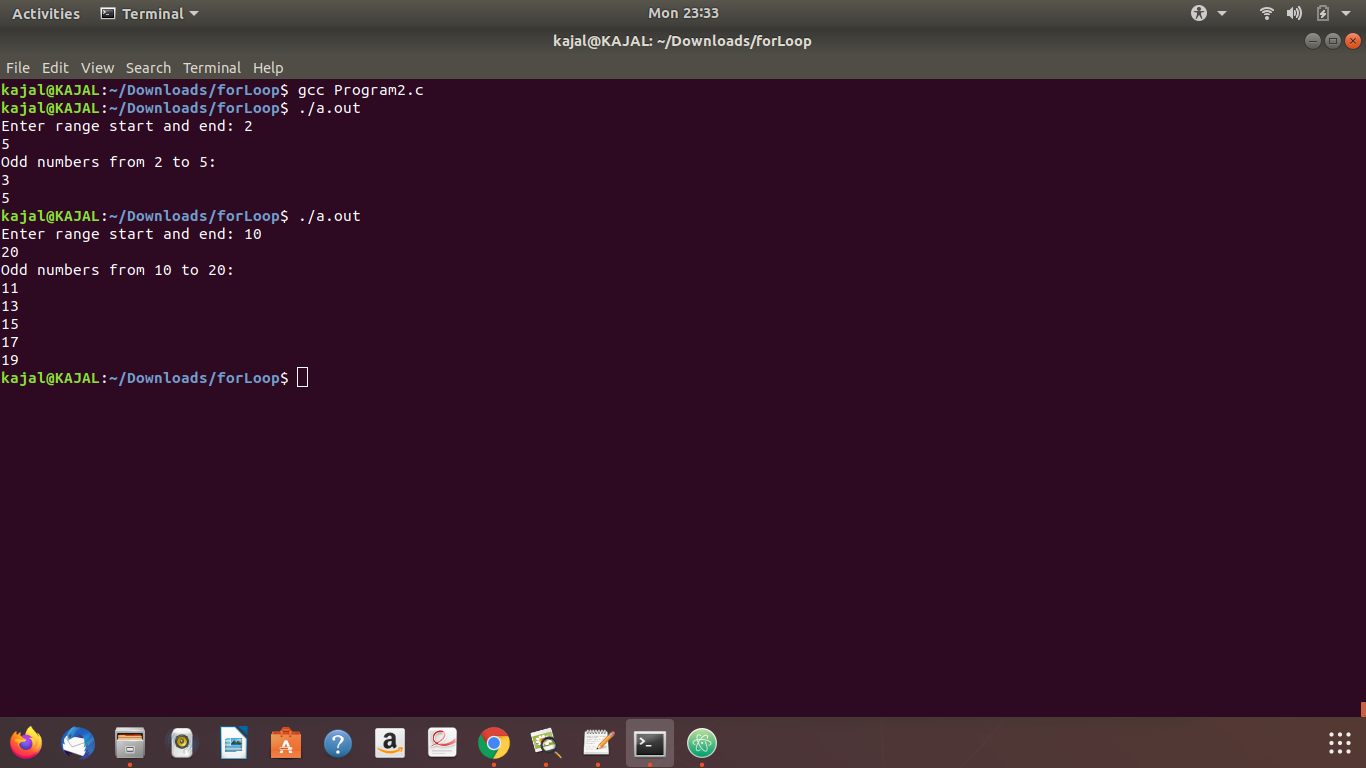 Activities Terminal Mon 23:33
kajal@KAJAL: ~/Downloads/forLoop
File Edit View Search Terminal Help
kajal@KAJAL:~/Downloads/forLoop$ gcc Program2.c
kajal@KAJAL:~/Downloads/forLoop$ ./a.out
Enter range start and end: 2
5
Odd numbers from 2 to 5:
3
5
kajal@KAJAL:~/Downloads/forLoop$ ./a.out
Enter range start and end: 10
20
Odd numbers from 10 to 20:
11
13
15
17
19
kajal@KAJAL:~/Downloads/forLoop$